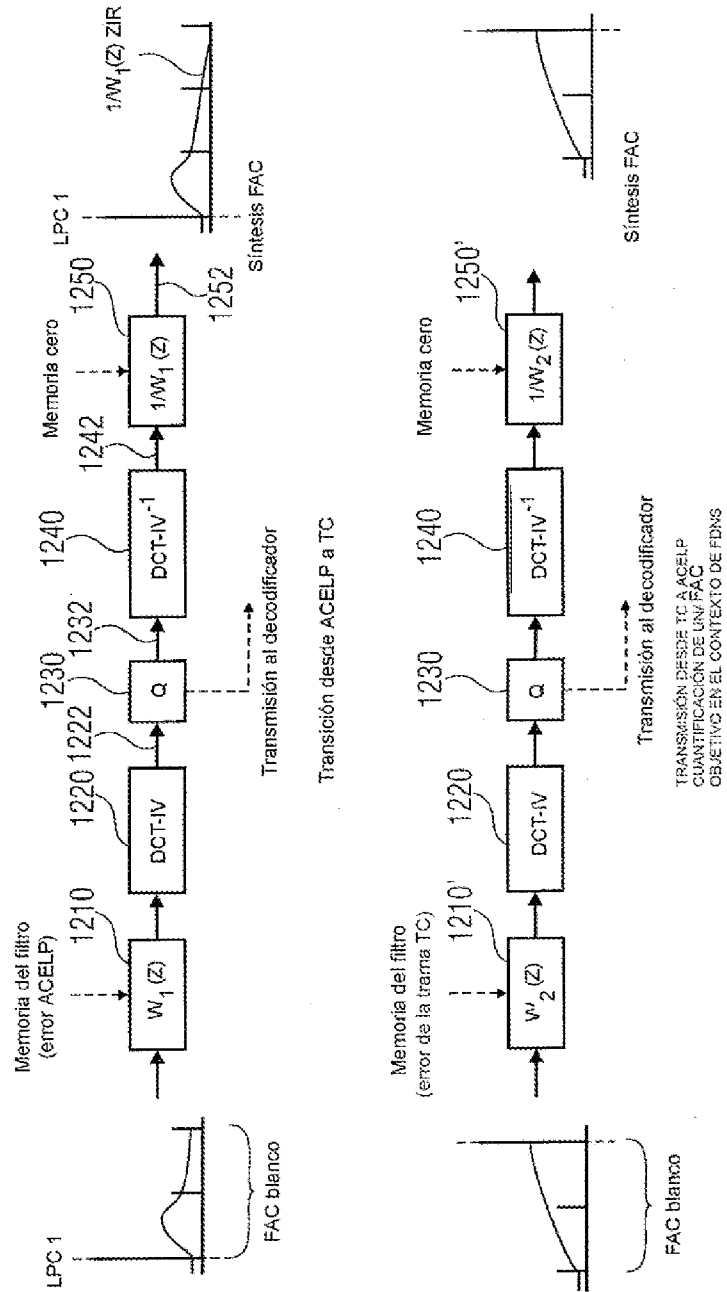 LPC 1
FAC blanco
Memoria del filtro
(error ACELP)
1210
W₁(Z)
1220
DCT-IV
1222
1230
Q
1232
Transmisión al decodificador
1240
DCT-IV⁻¹
1242
Memoria cero
1250
1/W₁(Z)
1252
LPC 1
1/W₁(Z) ZIR
Síntesis FAC
Transición desde ACELP a TC
FAC blanco
Memoria del filtro
(error de la trama TC)
1210'
W₂(Z)
1220
DCT-IV
1230
Q
Transmisión al decodificador
1240
DCT-IV⁻¹
Memoria cero
1250'
1/W₂(Z)
Síntesis FAC
TRANSMISIÓN DESDE TC A ACELP
CUANTIFICACIÓN DE UN/FAC
OBJETIVO EN EL CONTEXTO DE FDNS